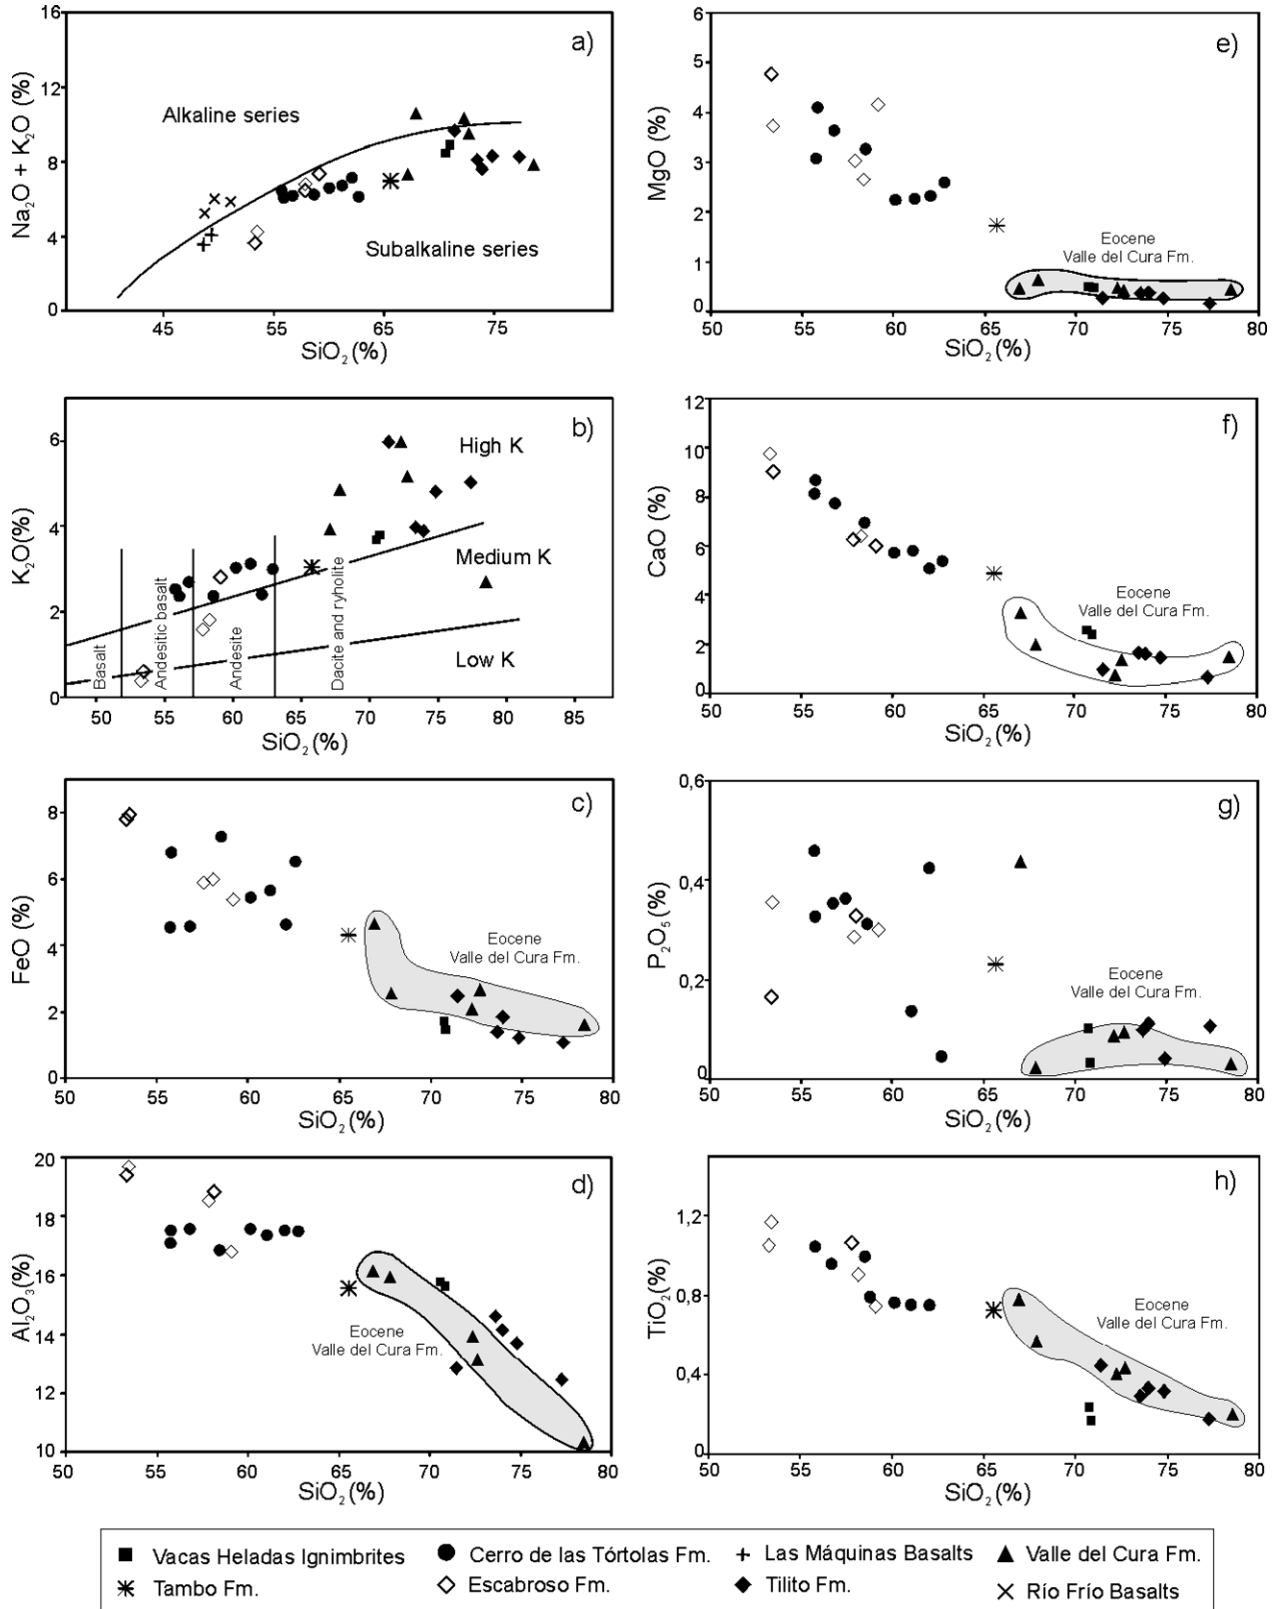 a)
16
12
8
4
0
Na₂O + K₂O (%)
Alkaline series
Subalkaline series
45 55 65 75
SiO₂(%)
b)
6
4
2
0
K₂O(%)
High K
Medium K
Low K
Basalt
Andesitic basalt
Andesite
Dacite and ryholite
50 55 60 65 70 75 80 85
SiO₂(%)
c)
8
6
4
2
0
FeO (%)
Eocene
Valle del Cura Fm.
50 55 60 65 70 75 80
SiO₂(%)
d)
20
18
16
14
12
10
Al₂O₃(%)
Eocene
Valle del Cura Fm.
50 55 60 65 70 75 80
SiO₂(%)
e)
6
5
4
3
2
1
0
MgO (%)
Eocene
Valle del Cura Fm.
50 55 60 65 70 75 80
SiO₂(%)
f)
12
10
8
6
4
2
0
CaO (%)
Eocene
Valle del Cura Fm.
50 55 60 65 70 75 80
SiO₂(%)
g)
0,6
0,4
0,2
0
P₂O₅(%)
Eocene
Valle del Cura Fm.
50 55 60 65 70 75 80
SiO₂(%)
h)
1,2
0,8
0,4
0
TiO₂(%)
Eocene
Valle del Cura Fm.
50 55 60 65 70 75 80
SiO₂(%)
Vacas Heladas Ignimbrites
Cerro de las Tórtolas Fm.
Las Máquinas Basalts
Valle del Cura Fm.
Tambo Fm.
Escabroso Fm.
Tilito Fm.
Río Frío Basalts